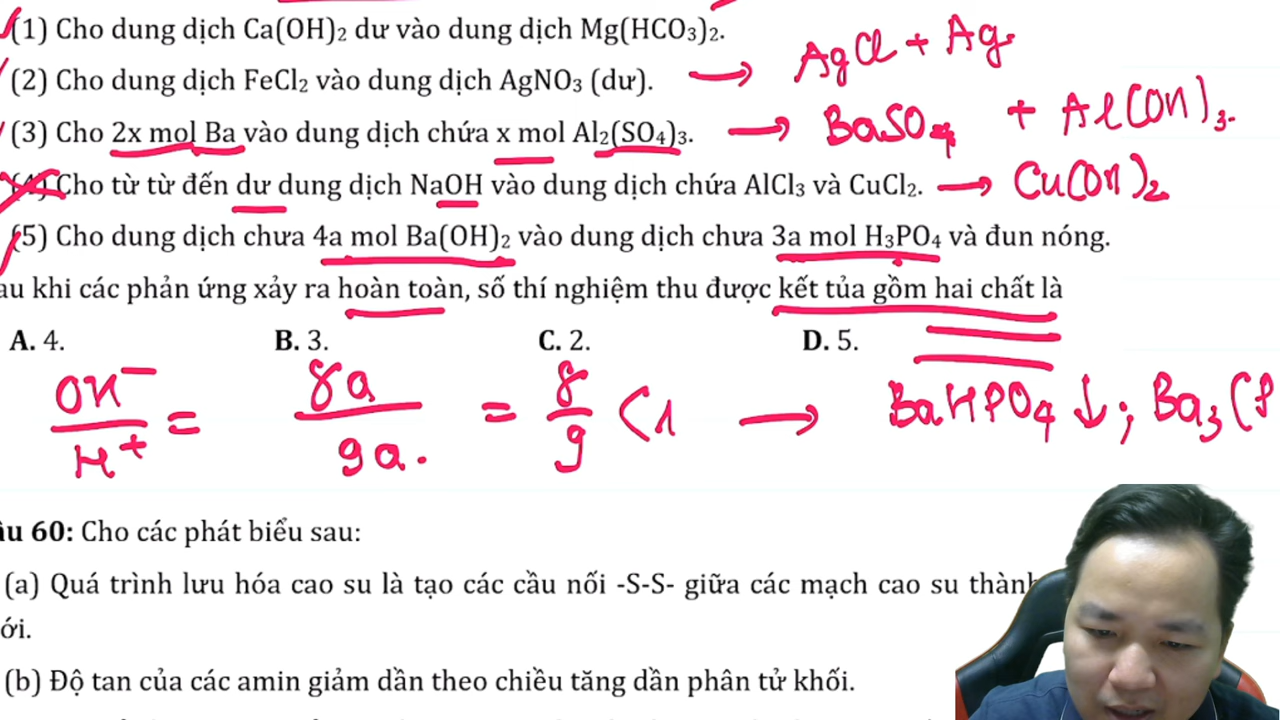 (1) Cho dung dịch Ca(OH)₂ dư vào dung dịch Mg(HCO₃)₂.
(2) Cho dung dịch FeCl₂ vào dung dịch AgNO₃ (dư). → AgCl + Ag.
(3) Cho 2x mol Ba vào dung dịch chứa x mol Al₂(SO₄)₃. → BaSO₄ + Al(OH)₃.
(4) Cho từ từ đến dư dung dịch NaOH vào dung dịch chứa AlCl₃ và CuCl₂. → Cu(OH)₂
(5) Cho dung dịch chưa 4a mol Ba(OH)₂ vào dung dịch chưa 3a mol H₃PO₄ và đun nóng.
au khi các phản ứng xảy ra hoàn toàn, số thí nghiệm thu được kết tủa gồm hai chất là
A. 4. B. 3. C. 2. D. 5.
OH⁻/H⁺ = 8a/9a. = 8/9 < 1 → BaHPO₄ ↓ ; Ba₃(P
âu 60: Cho các phát biểu sau:
(a) Quá trình lưu hóa cao su là tạo các cầu nối -S-S- giữa các mạch cao su thành
ới.
(b) Độ tan của các amin giảm dần theo chiều tăng dần phân tử khối.